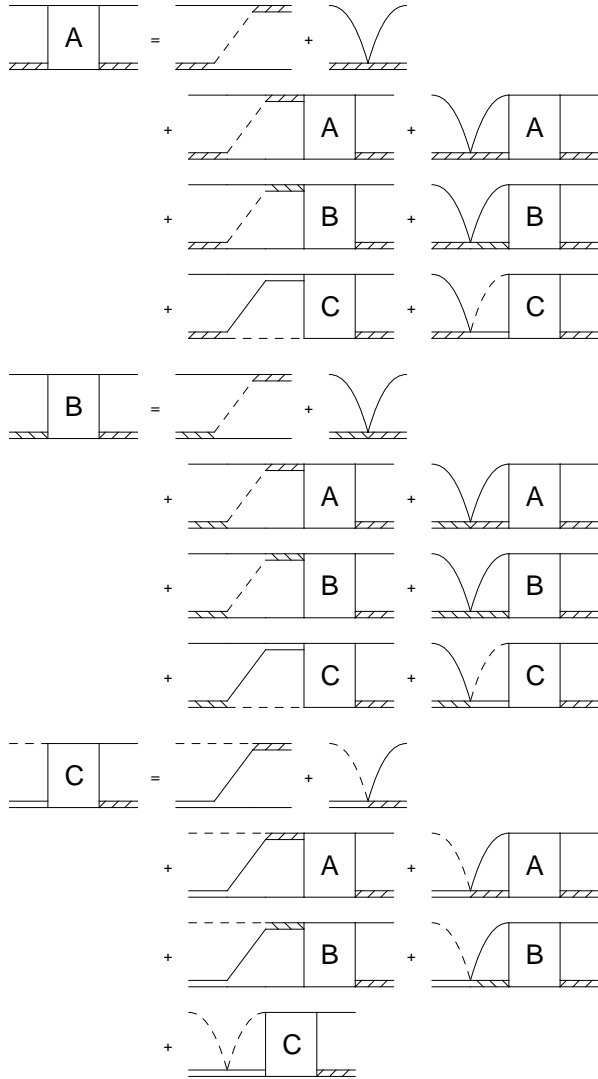 A = +
+ A + A
+ B + B
+ C + C
B = +
+ A + A
+ B + B
+ C + C
C = +
+ A + A
+ B + B
+ C